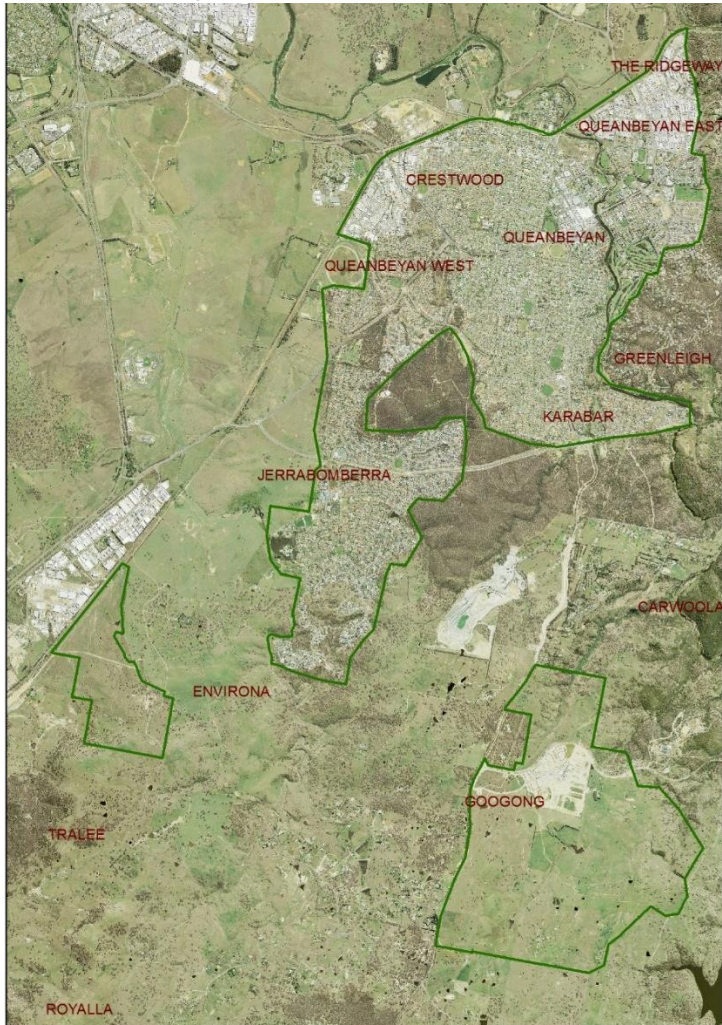 THE RIDGEWAY
QUEANBEYAN EAST
CRESTWOOD
QUEANBEYAN
QUEANBEYAN WEST
GREENLEIGH
KARABAR
JERRABOMBERRA
CARWOOLA
ENVIRONA
GOOGONG
TRALEE
ROYALLA